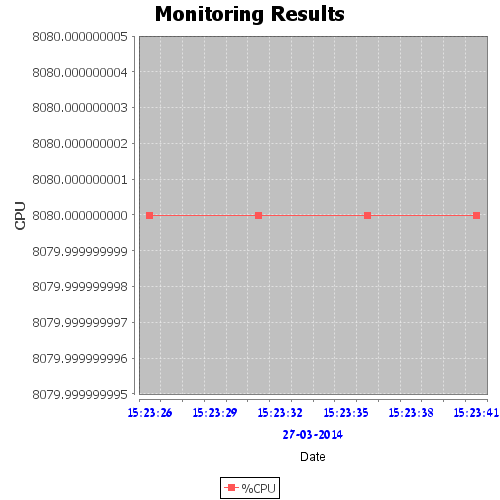 Monitoring Results
8080.000000005
8080.000000004
8080.000000003
8080.000000002
8080.000000001
8080.000000000
8079.999999999
8079.999999998
8079.999999997
8079.999999996
8079.999999995
CPU
15:23:26 15:23:29 15:23:32 15:23:35 15:23:38 15:23:41
27-03-2014
Date
%CPU